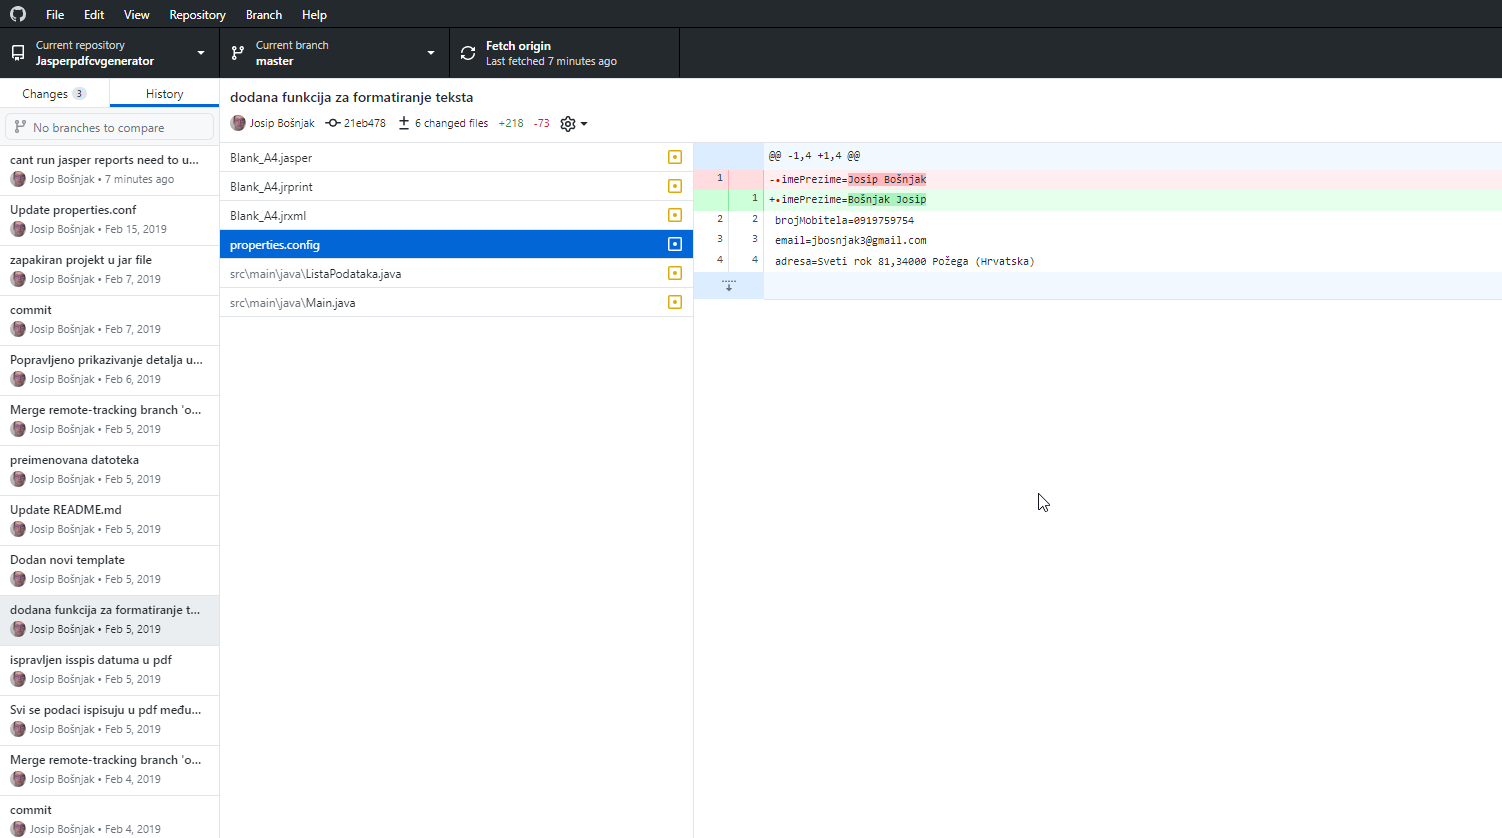 File Edit View Repository Branch Help
Current repository
Jasperpdfcvgenerator
Current branch
master
Fetch origin
Last fetched 7 minutes ago
Changes 3
History
No branches to compare
cant run jasper reports need to u...
Josip Bošnjak • 7 minutes ago
Update properties.conf
Josip Bošnjak • Feb 15, 2019
zapakiran projekt u jar file
Josip Bošnjak • Feb 7, 2019
commit
Josip Bošnjak • Feb 7, 2019
Popravljeno prikazivanje detalja u...
Josip Bošnjak • Feb 6, 2019
Merge remote-tracking branch 'o...
Josip Bošnjak • Feb 5, 2019
preimenovana datoteka
Josip Bošnjak • Feb 5, 2019
Update README.md
Josip Bošnjak • Feb 5, 2019
Dodan novi template
Josip Bošnjak • Feb 5, 2019
dodana funkcija za formatiranje t...
Josip Bošnjak • Feb 5, 2019
ispravljen isspis datuma u pdf
Josip Bošnjak • Feb 5, 2019
Svi se podaci ispisuju u pdf među...
Josip Bošnjak • Feb 5, 2019
Merge remote-tracking branch 'o...
Josip Bošnjak • Feb 4, 2019
commit
Josip Bošnjak • Feb 4, 2019
dodana funkcija za formatiranje teksta
Josip Bošnjak 21eb478 6 changed files +218 -73
Blank_A4.jasper
Blank_A4.jrprint
Blank_A4.jrxml
properties.config
src\main\java\ListaPodataka.java
src\main\java\Main.java
@@ -1,4 +1,4 @@
1 -•imePrezime=Josip Bošnjak
1 +•imePrezime=Bošnjak Josip
2 2 brojMobitela=0919759754
3 3 email=jbosnjak3@gmail.com
4 4 adresa=Sveti rok 81,34000 Požega (Hrvatska)